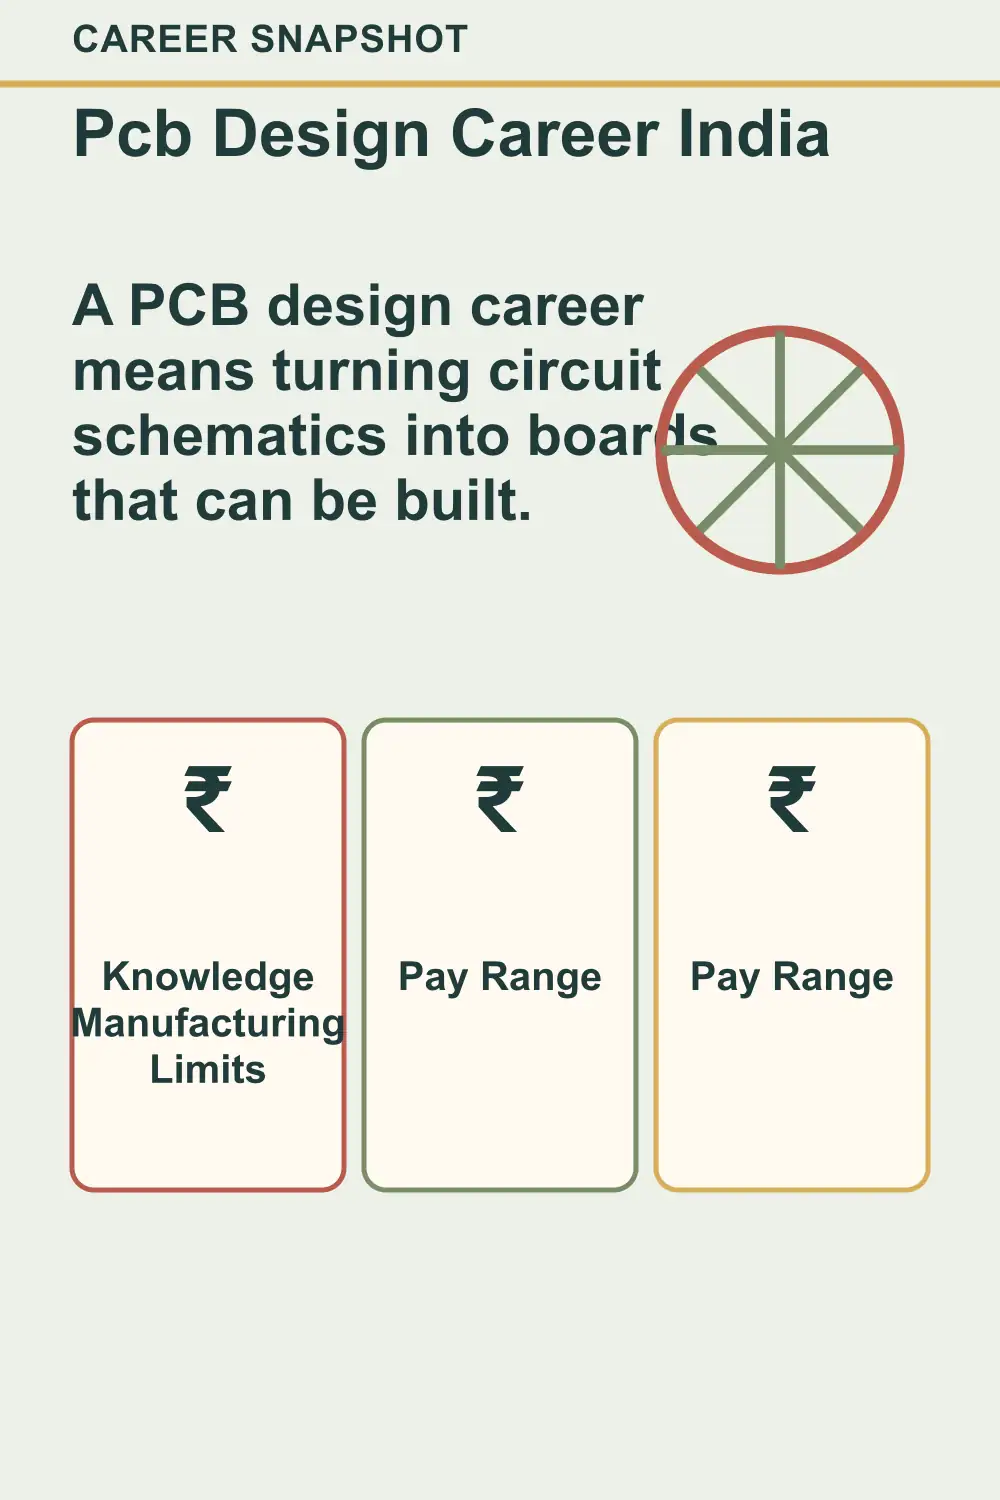 CAREER SNAPSHOT
Pcb Design Career India
A PCB design career
means turning circuit
schematics into boards
that can be built.
₹ ₹ ₹
Knowledge Pay Range Pay Range
Manufacturing
Limits